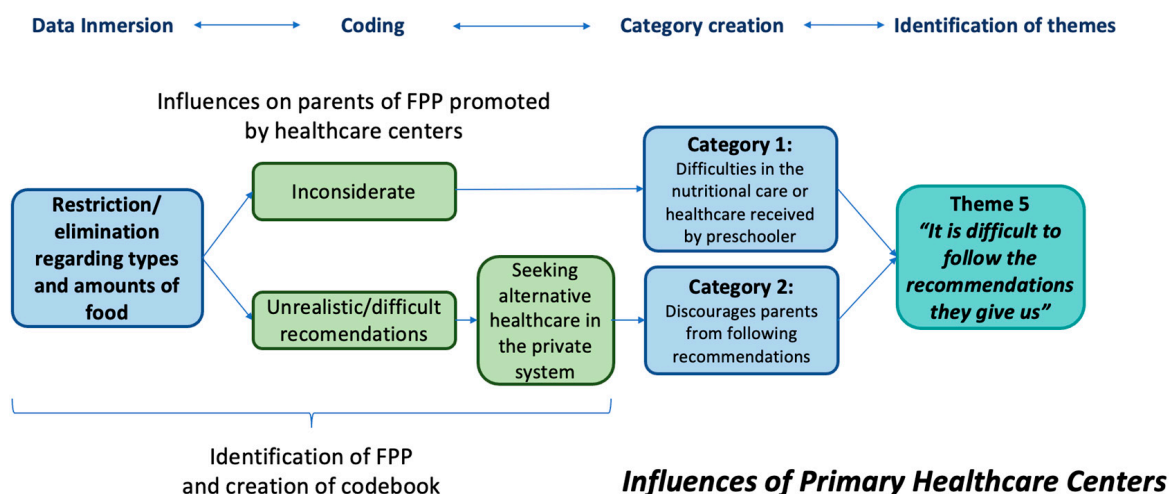 Data Inmersion
Coding
Category creation
Identification of themes
Influences on parents of FPP promoted
by healthcare centers
Restriction/
elimination
regarding types
and amounts of
food
Inconsiderate
Unrealistic/difficult
recomendations
Seeking
alternative
healthcare in
the private
system
Category 1:
Difficulties in the
nutritional care or
healthcare received
by preschooler
Category 2:
Discourages parents
from following
recommendations
Theme 5
“It is difficult to
follow the
recommendations
they give us”
Identification of FPP
and creation of codebook
Influences of Primary Healthcare Centers